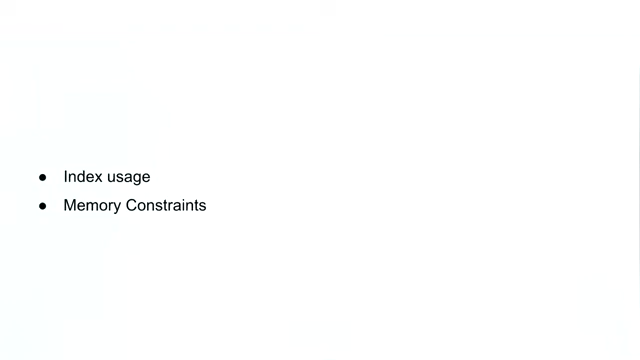 ● Index usage
● Memory Constraints